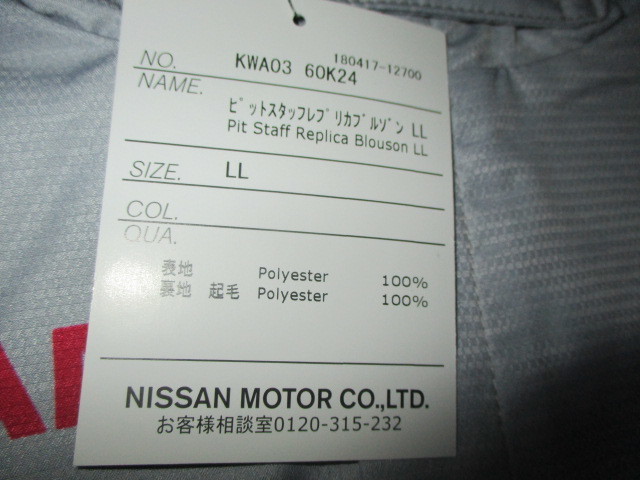 180417-12700
NO. KWA03 60K24
NAME.
ﾋﾟｯﾄｽﾀｯﾌﾚﾌﾟﾘｶﾌﾞﾙｿﾞﾝ LL
Pit Staff Replica Blouson LL
SIZE. LL
COL.
QUA.
表地 Polyester 100%
裏地 起毛 Polyester 100%
NISSAN MOTOR CO.,LTD.
お客様相談室0120-315-232